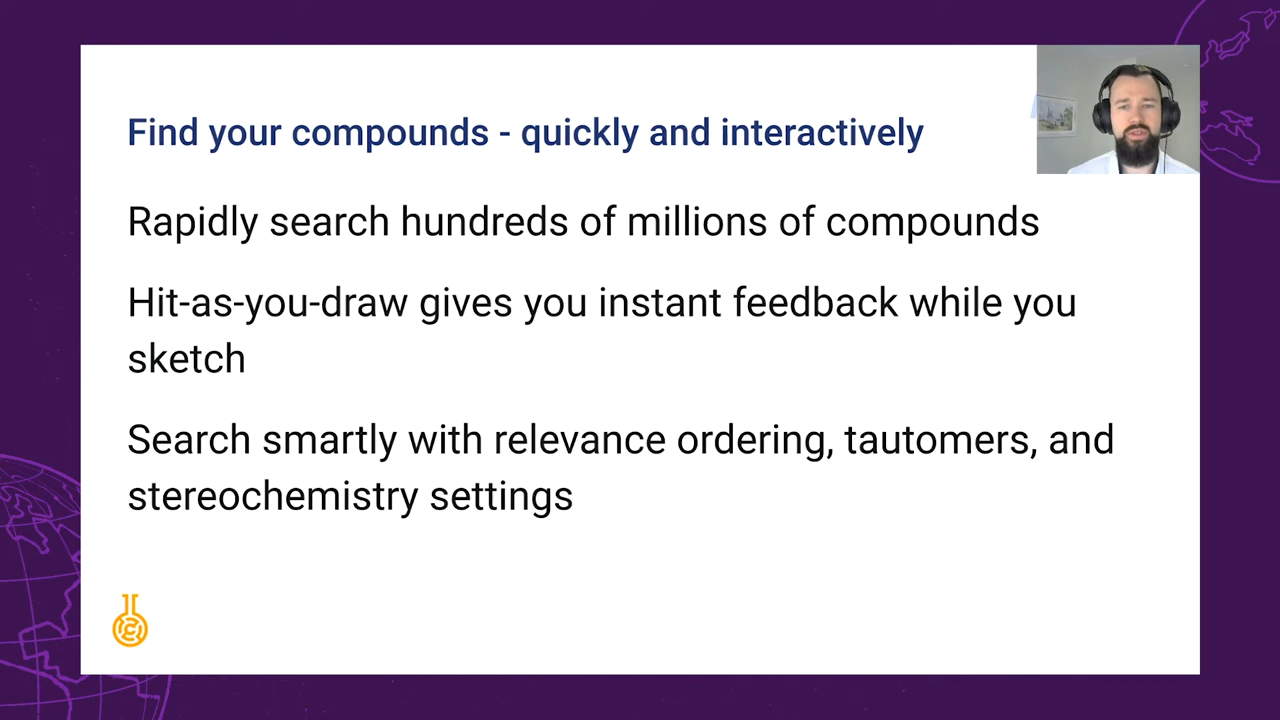 Find your compounds - quickly and interactively
Rapidly search hundreds of millions of compounds
Hit-as-you-draw gives you instant feedback while you
sketch
Search smartly with relevance ordering, tautomers, and
stereochemistry settings